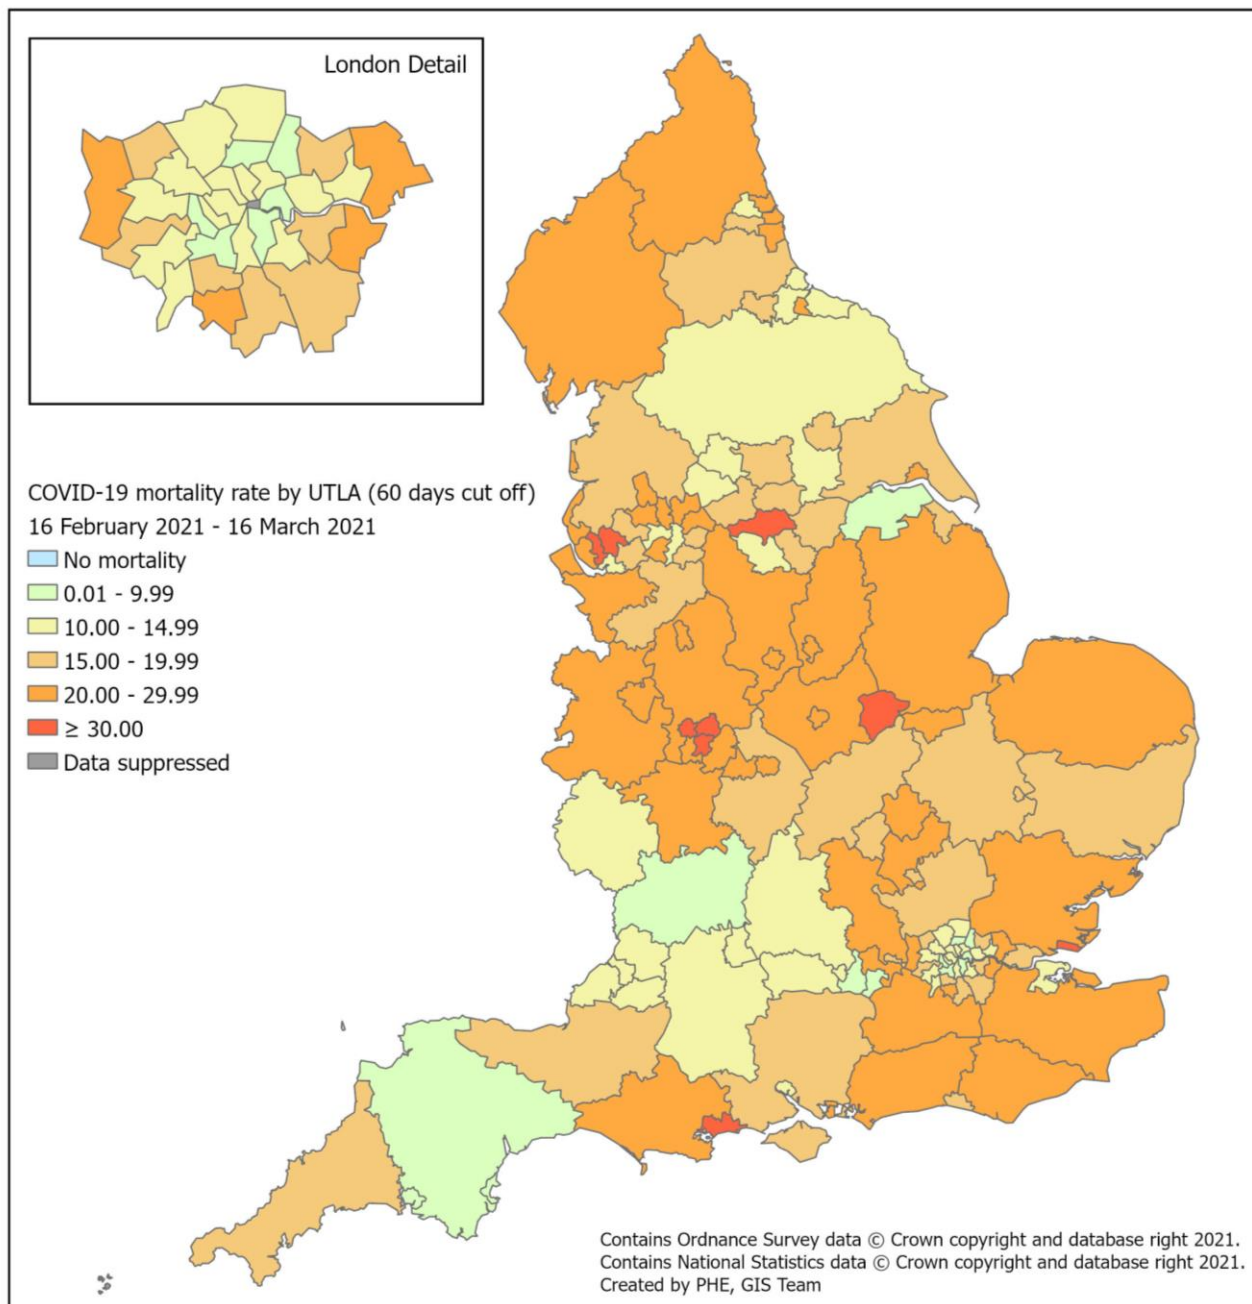 London Detail
COVID-19 mortality rate by UTLA (60 days cut off)
16 February 2021 - 16 March 2021
No mortality
0.01 - 9.99
10.00 - 14.99
15.00 - 19.99
20.00 - 29.99
≥ 30.00
Data suppressed
Contains Ordnance Survey data © Crown copyright and database right 2021.
Contains National Statistics data © Crown copyright and database right 2021.
Created by PHE, GIS Team